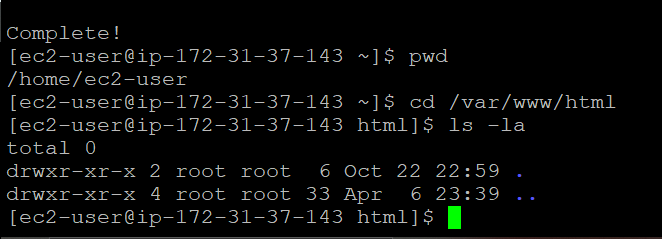 Complete!
[ec2-user@ip-172-31-37-143 ~]$ pwd
/home/ec2-user
[ec2-user@ip-172-31-37-143 ~]$ cd /var/www/html
[ec2-user@ip-172-31-37-143 html]$ ls -la
total 0
drwxr-xr-x 2 root root  6 Oct 22 22:59 .
drwxr-xr-x 4 root root 33 Apr  6 23:39 ..
[ec2-user@ip-172-31-37-143 html]$